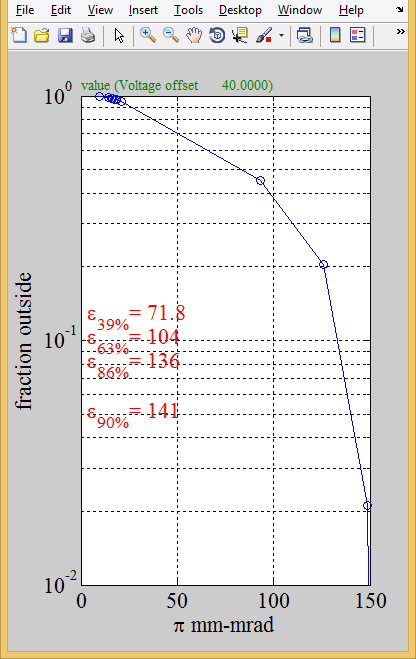 File Edit View Insert Tools Desktop Window Help
value (Voltage offset 40.0000)
10^0
10^-1
10^-2
fraction outside
ε39% = 71.8
ε63% = 104
ε86% = 136
ε90% = 141
0 50 100 150
π mm-mrad